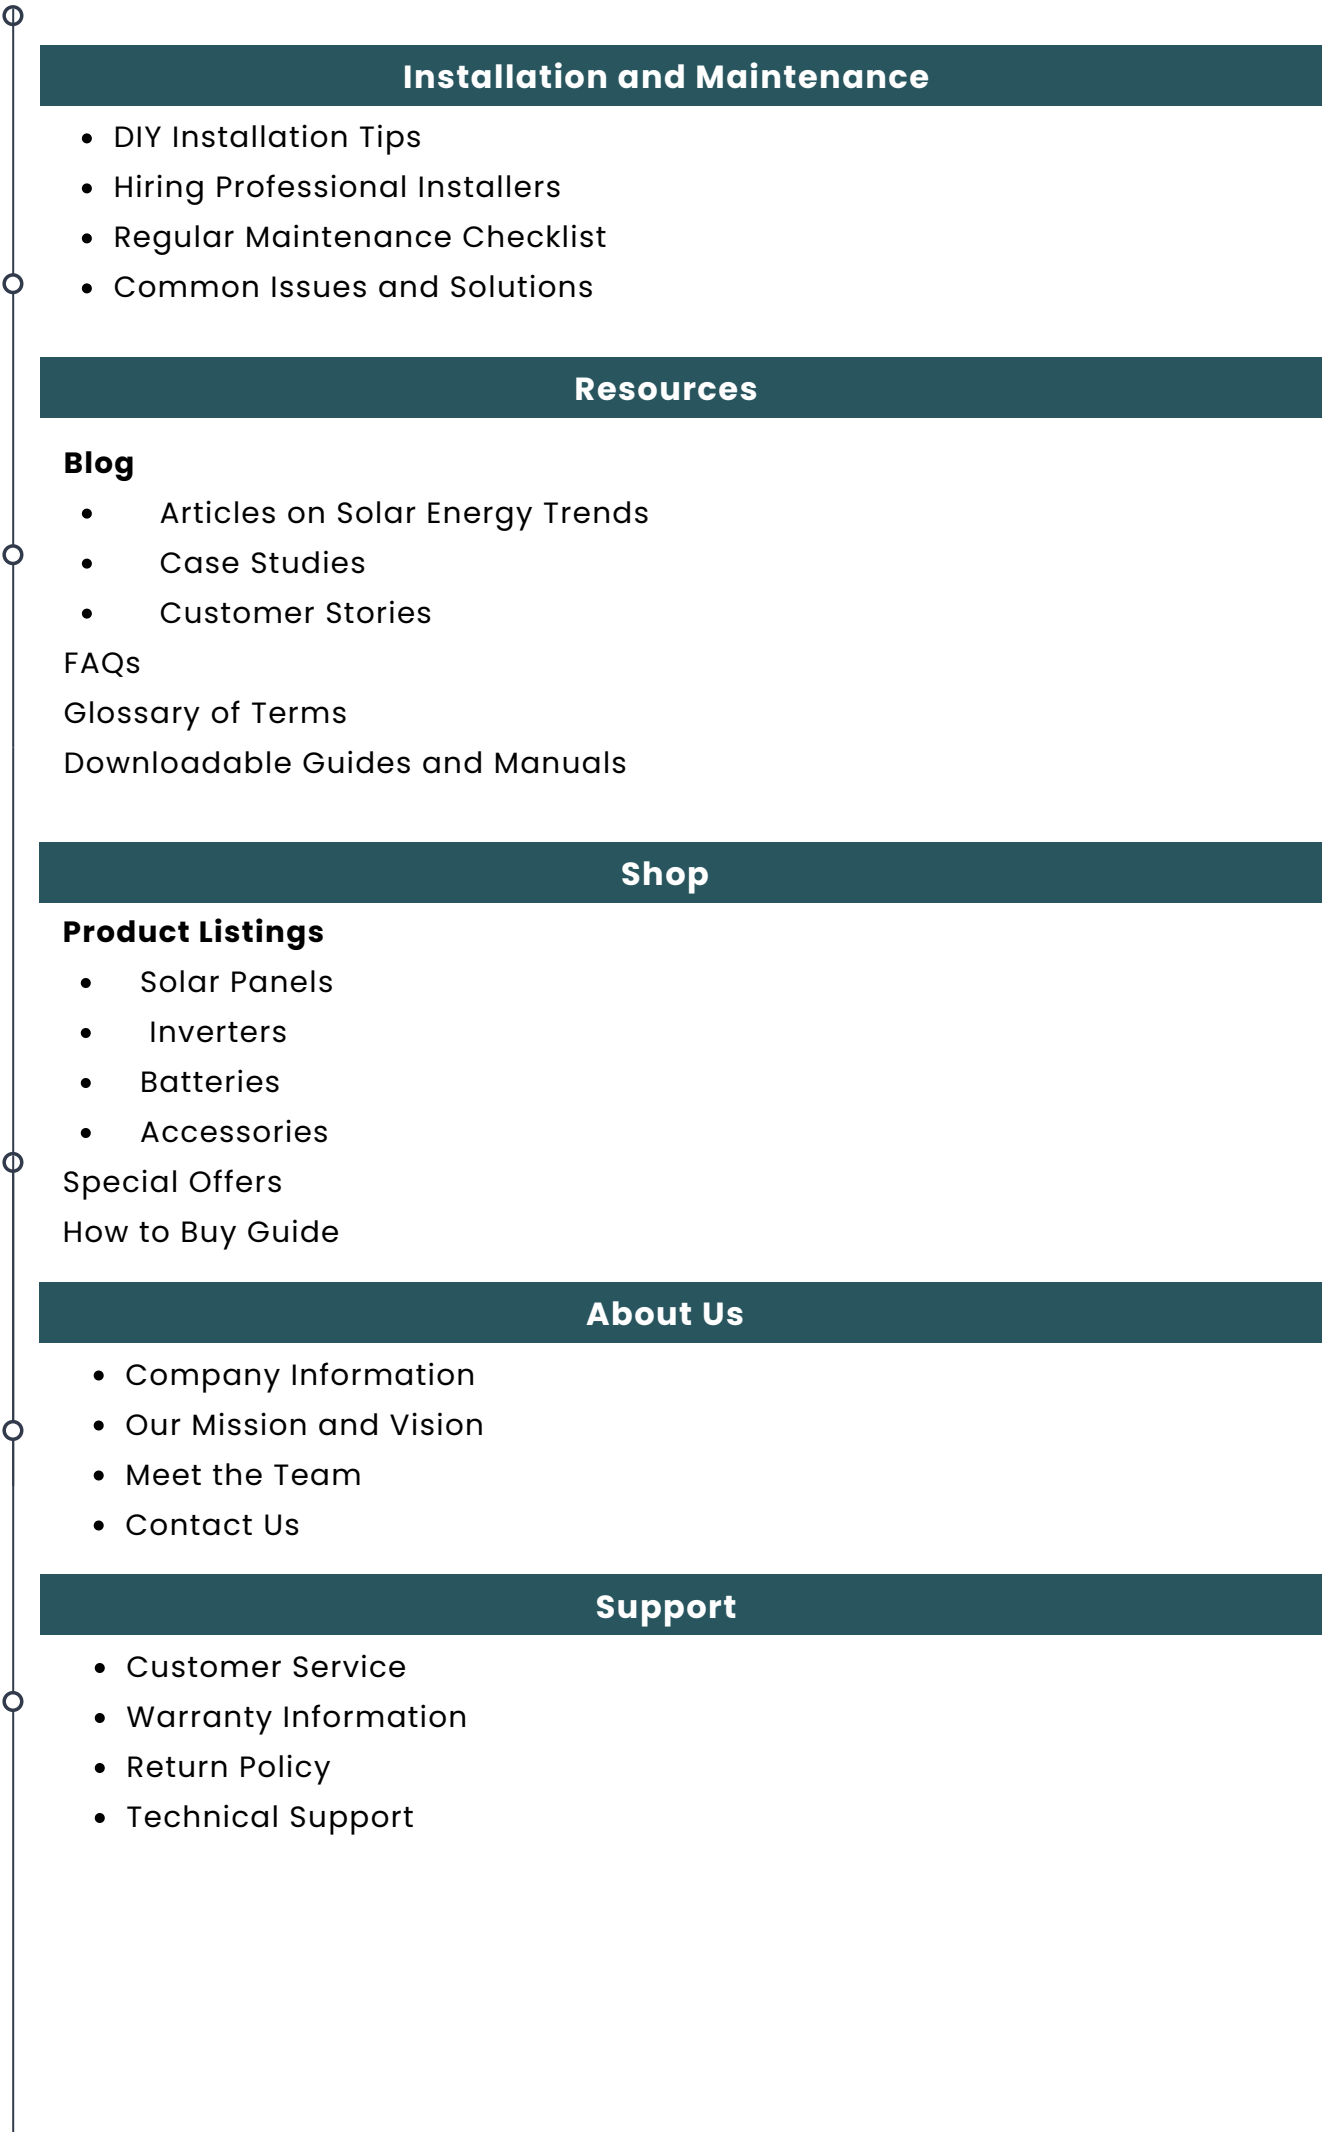 Installation and Maintenance
• DIY Installation Tips
• Hiring Professional Installers
• Regular Maintenance Checklist
• Common Issues and Solutions
Resources
Blog
• Articles on Solar Energy Trends
• Case Studies
• Customer Stories
FAQs
Glossary of Terms
Downloadable Guides and Manuals
Shop
Product Listings
• Solar Panels
• Inverters
• Batteries
• Accessories
Special Offers
How to Buy Guide
About Us
• Company Information
• Our Mission and Vision
• Meet the Team
• Contact Us
Support
• Customer Service
• Warranty Information
• Return Policy
• Technical Support